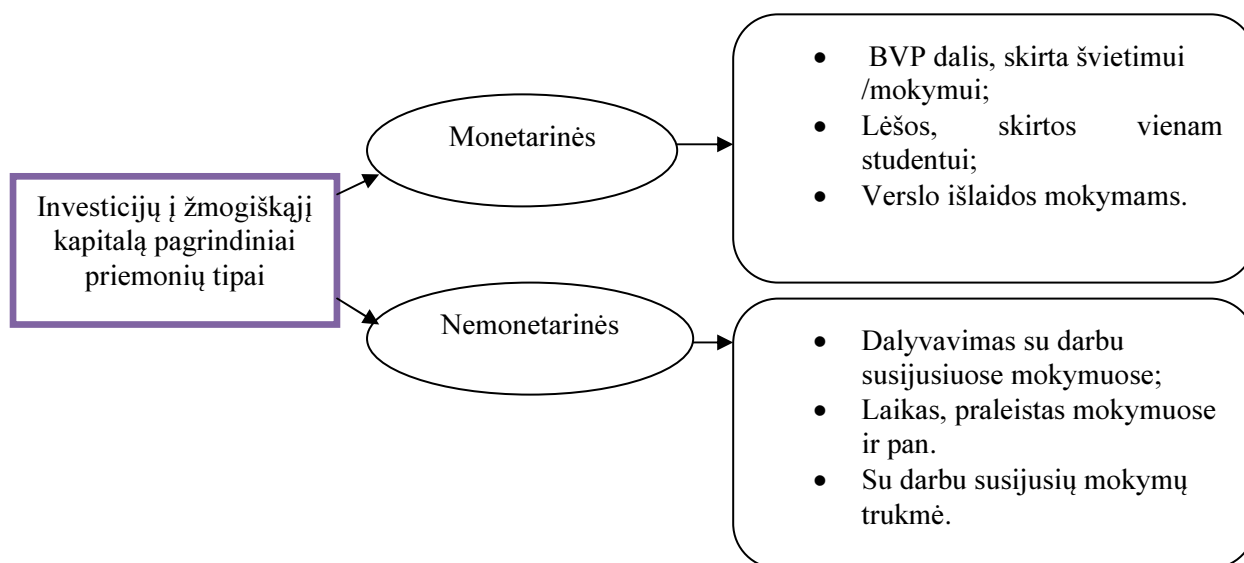 Investicijų į žmogiškąjį
kapitalą pagrindiniai
priemonių tipai
Monetarinės
• BVP dalis, skirta švietimui
/mokymui;
• Lėšos, skirtos vienam
studentui;
• Verslo išlaidos mokymams.
Nemonetarinės
• Dalyvavimas su darbu
susijusiuose mokymuose;
• Laikas, praleistas mokymuose
ir pan.
• Su darbu susijusių mokymų
trukmė.